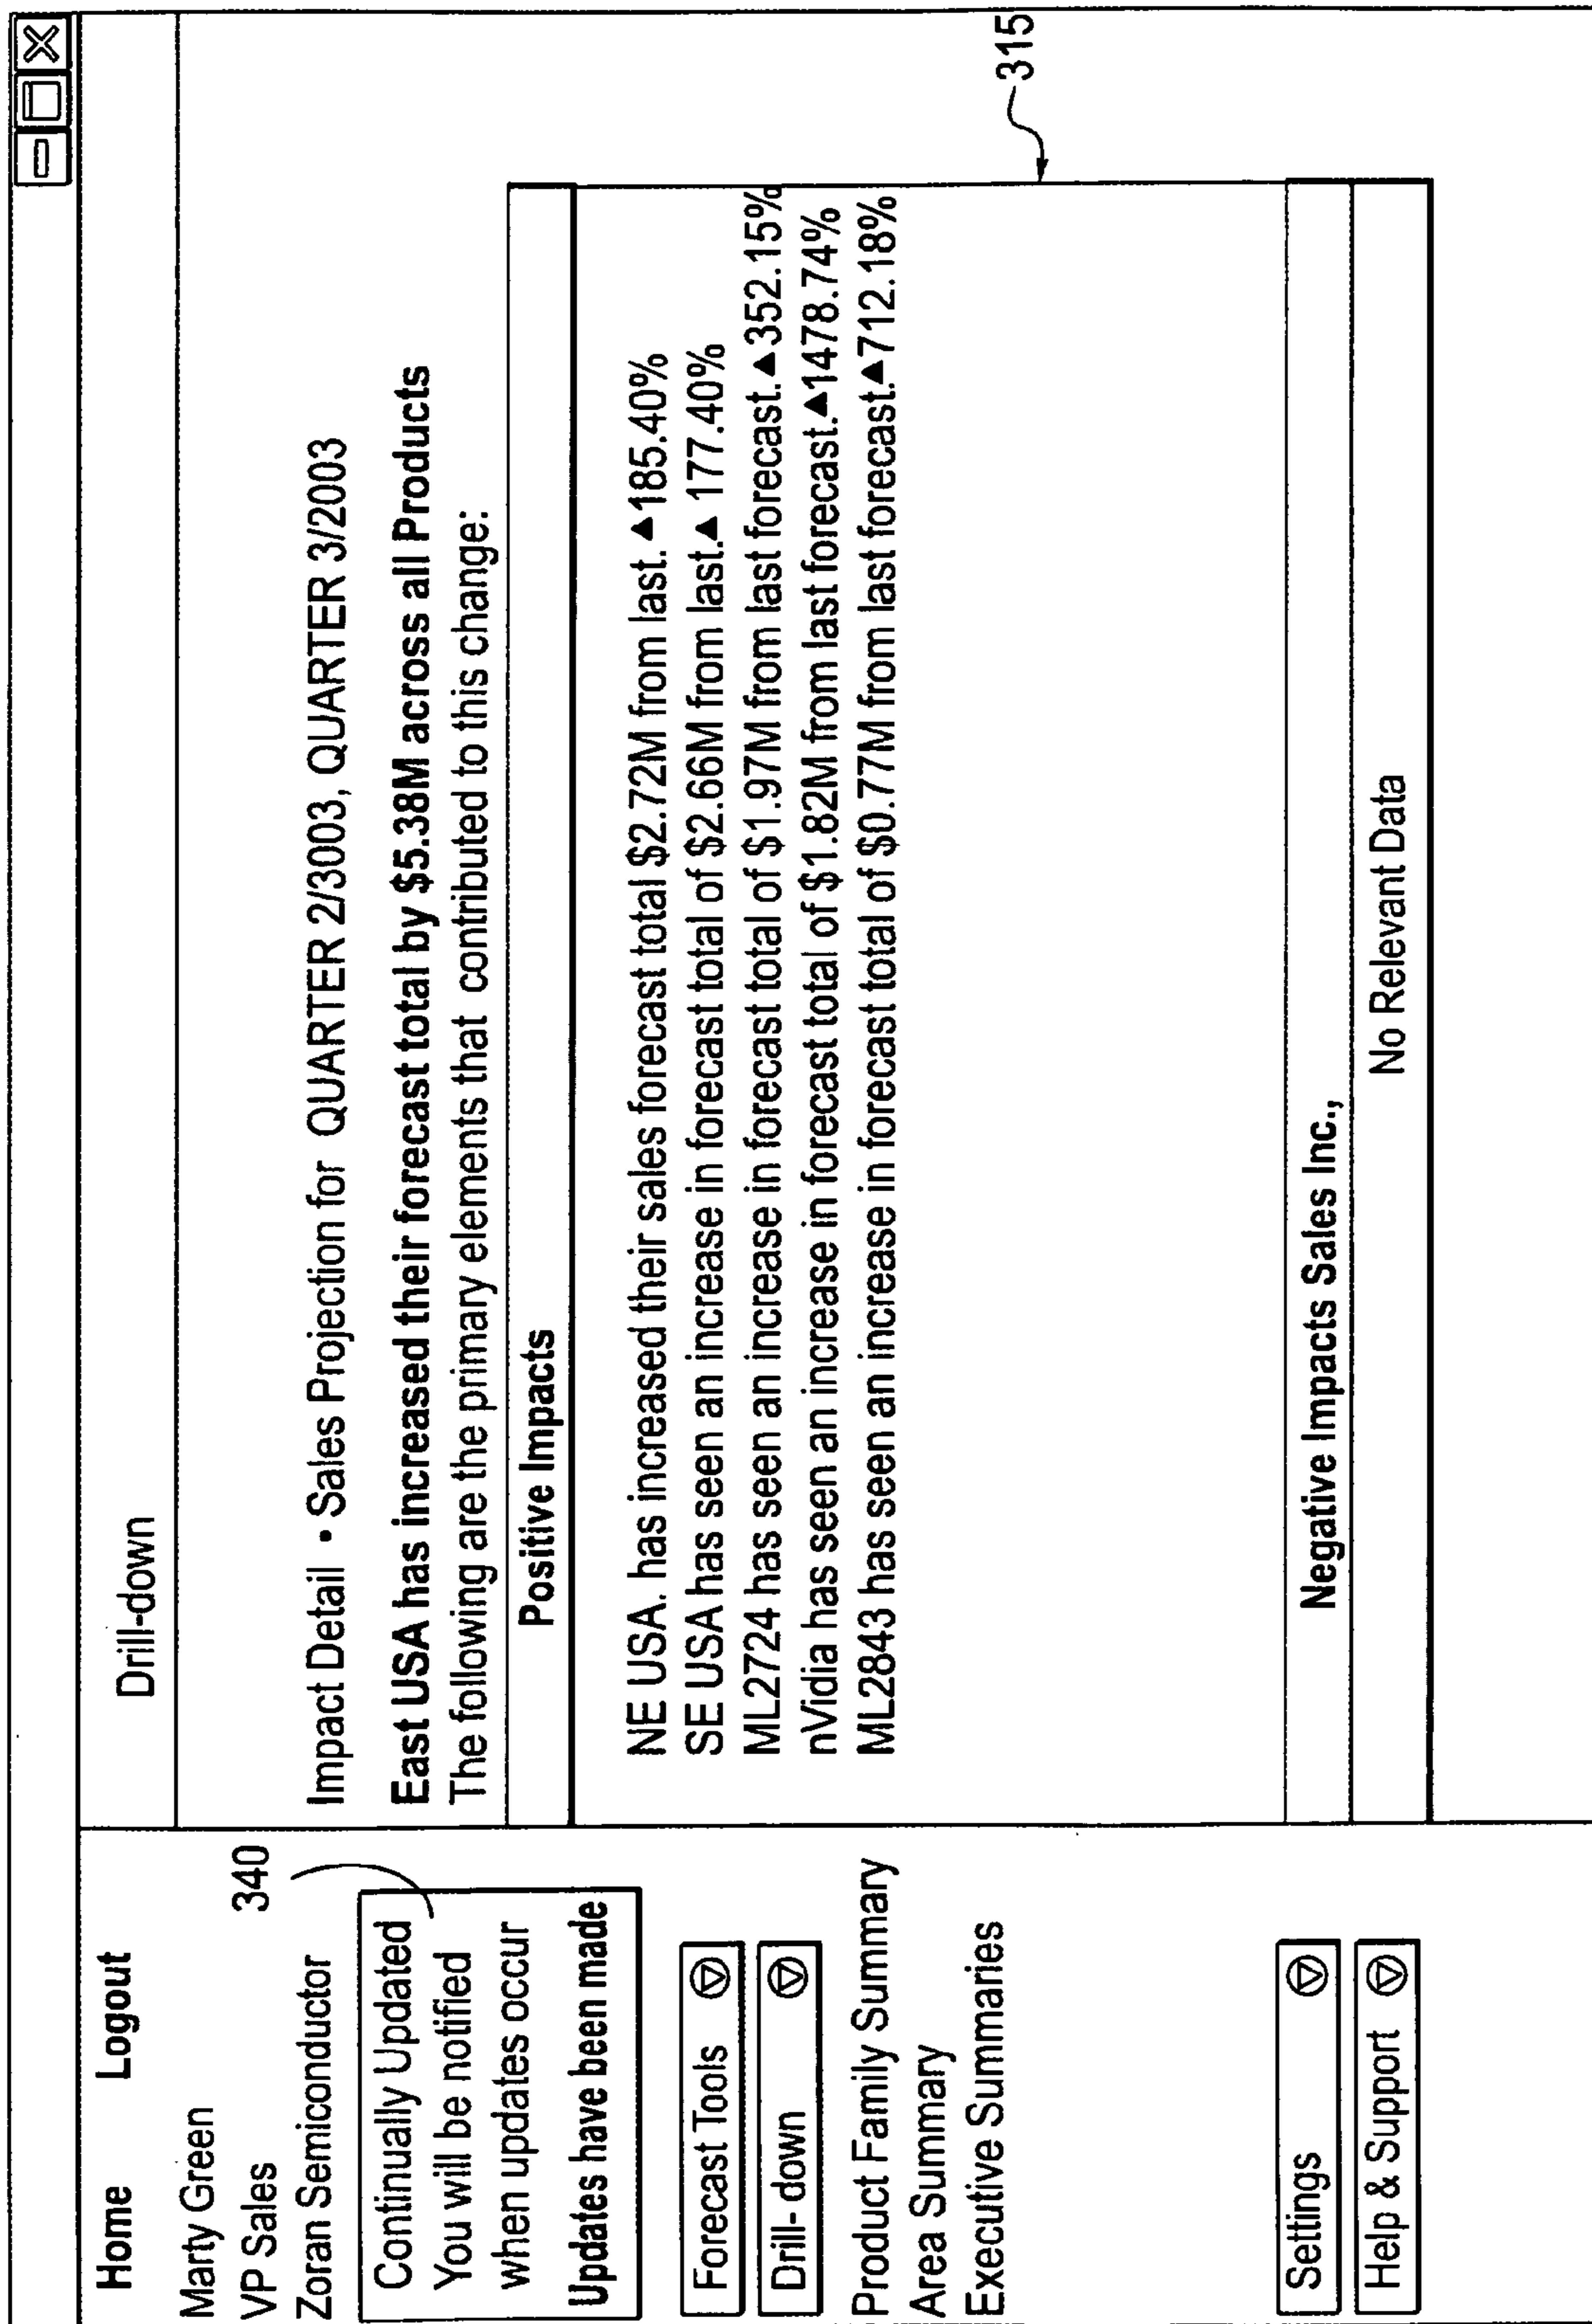 Home Logout
Marty Green
VP Sales
Zoran Semiconductor
340
Continually Updated
You will be notified
when updates occur
Updates have been made
Forecast Tools
Drill- down
Product Family Summary
Area Summary
Executive Summaries
Settings
Help & Support
Drill-down
Impact Detail • Sales Projection for QUARTER 2/3003, QUARTER 3/2003
East USA has increased their forecast total by $5.38M across all Products
The following are the primary elements that contributed to this change:
Positive Impacts
NE USA. has increased their sales forecast total $2.72M from last. ▲185.40%
SE USA has seen an increase in forecast total of $2.66M from last.▲ 177.40%
ML2724 has seen an increase in forecast total of $1.97M from last forecast.▲352.15%
nVidia has seen an increase in forecast total of $1.82M from last forecast.▲1478.74%
ML2843 has seen an increase in forecast total of $0.77M from last forecast.▲712.18%
315
Negative Impacts Sales Inc.,
No Relevant Data